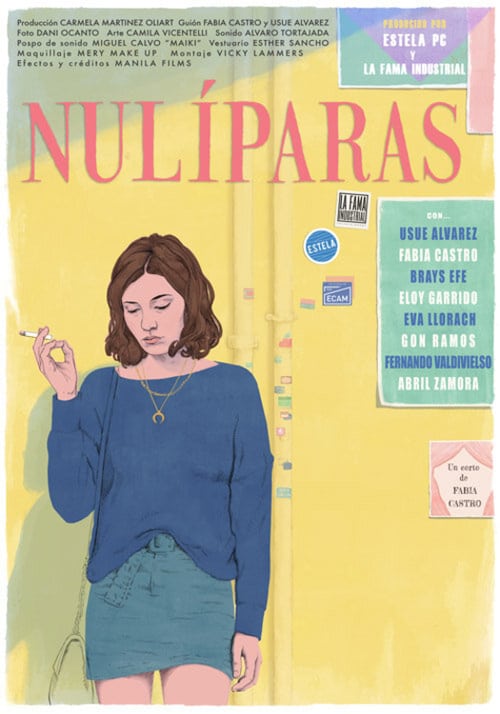 Producción CARMELA MARTINEZ OLIART Guión FABIA CASTRO y USUE ALVAREZ
Foto DANI OCANTO Arte CAMILA VICENTELLI Sonido ALVARO TORTAJADA
Pospo de sonido MIGUEL CALVO "MAIKI" Vestuario ESTHER SANCHO
Maquillaje MERY MAKE UP Montaje VICKY LAMMERS
Efectos y créditos MANILA FILMS
PRODUCIDO POR
ESTELA PC
Y
LA FAMA INDUSTRIAL
NULÍPARAS
LA FAMA
INDUSTRIAL
ESTELA
ECAM
CON...
USUE ALVAREZ
FABIA CASTRO
BRAYS EFE
ELOY GARRIDO
EVA LLORACH
GON RAMOS
FERNANDO VALDIVIELSO
ABRIL ZAMORA
Un corto
de
FABIA
CASTRO